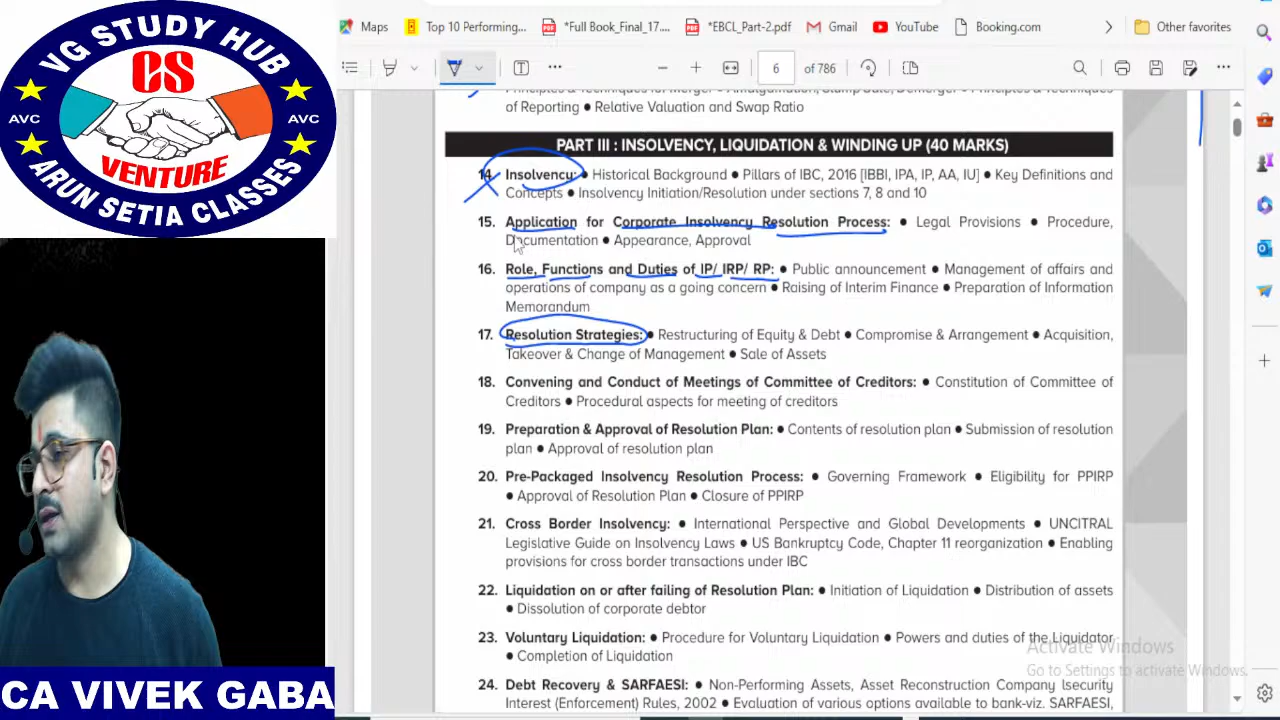 VG STUDY HUB
CS
AVC
AVC
VENTURE
ARUN SETIA CLASSES
CA VIVEK GABA
Maps
Top 10 Performing...
*Full Book_Final_17....
*EBCL_Part-2.pdf
Gmail
YouTube
Booking.com
Other favorites
6 of 786
of Reporting ● Relative Valuation and Swap Ratio
PART III : INSOLVENCY, LIQUIDATION & WINDING UP (40 MARKS)
14. Insolvency: ● Historical Background ● Pillars of IBC, 2016 [IBBI, IPA, IP, AA, IU] ● Key Definitions and
Concepts ● Insolvency Initiation/Resolution under sections 7, 8 and 10
15. Application for Corporate Insolvency Resolution Process: ● Legal Provisions ● Procedure,
Documentation ● Appearance, Approval
16. Role, Functions and Duties of IP/ IRP/ RP: ● Public announcement ● Management of affairs and
operations of company as a going concern ● Raising of Interim Finance ● Preparation of Information
Memorandum
17. Resolution Strategies: ● Restructuring of Equity & Debt ● Compromise & Arrangement ● Acquisition,
Takeover & Change of Management ● Sale of Assets
18. Convening and Conduct of Meetings of Committee of Creditors: ● Constitution of Committee of
Creditors ● Procedural aspects for meeting of creditors
19. Preparation & Approval of Resolution Plan: ● Contents of resolution plan ● Submission of resolution
plan ● Approval of resolution plan
20. Pre-Packaged Insolvency Resolution Process: ● Governing Framework ● Eligibility for PPIRP
● Approval of Resolution Plan ● Closure of PPIRP
21. Cross Border Insolvency: ● International Perspective and Global Developments ● UNCITRAL
Legislative Guide on Insolvency Laws ● US Bankruptcy Code, Chapter 11 reorganization ● Enabling
provisions for cross border transactions under IBC
22. Liquidation on or after failing of Resolution Plan: ● Initiation of Liquidation ● Distribution of assets
● Dissolution of corporate debtor
23. Voluntary Liquidation: ● Procedure for Voluntary Liquidation ● Powers and duties of the Liquidator
● Completion of Liquidation
24. Debt Recovery & SARFAESI: ● Non-Performing Assets, Asset Reconstruction Company lsecurity
Interest (Enforcement) Rules, 2002 ● Evaluation of various options available to bank-viz. SARFAESI,
Activate Windows
Go to Settings to activate Windows.